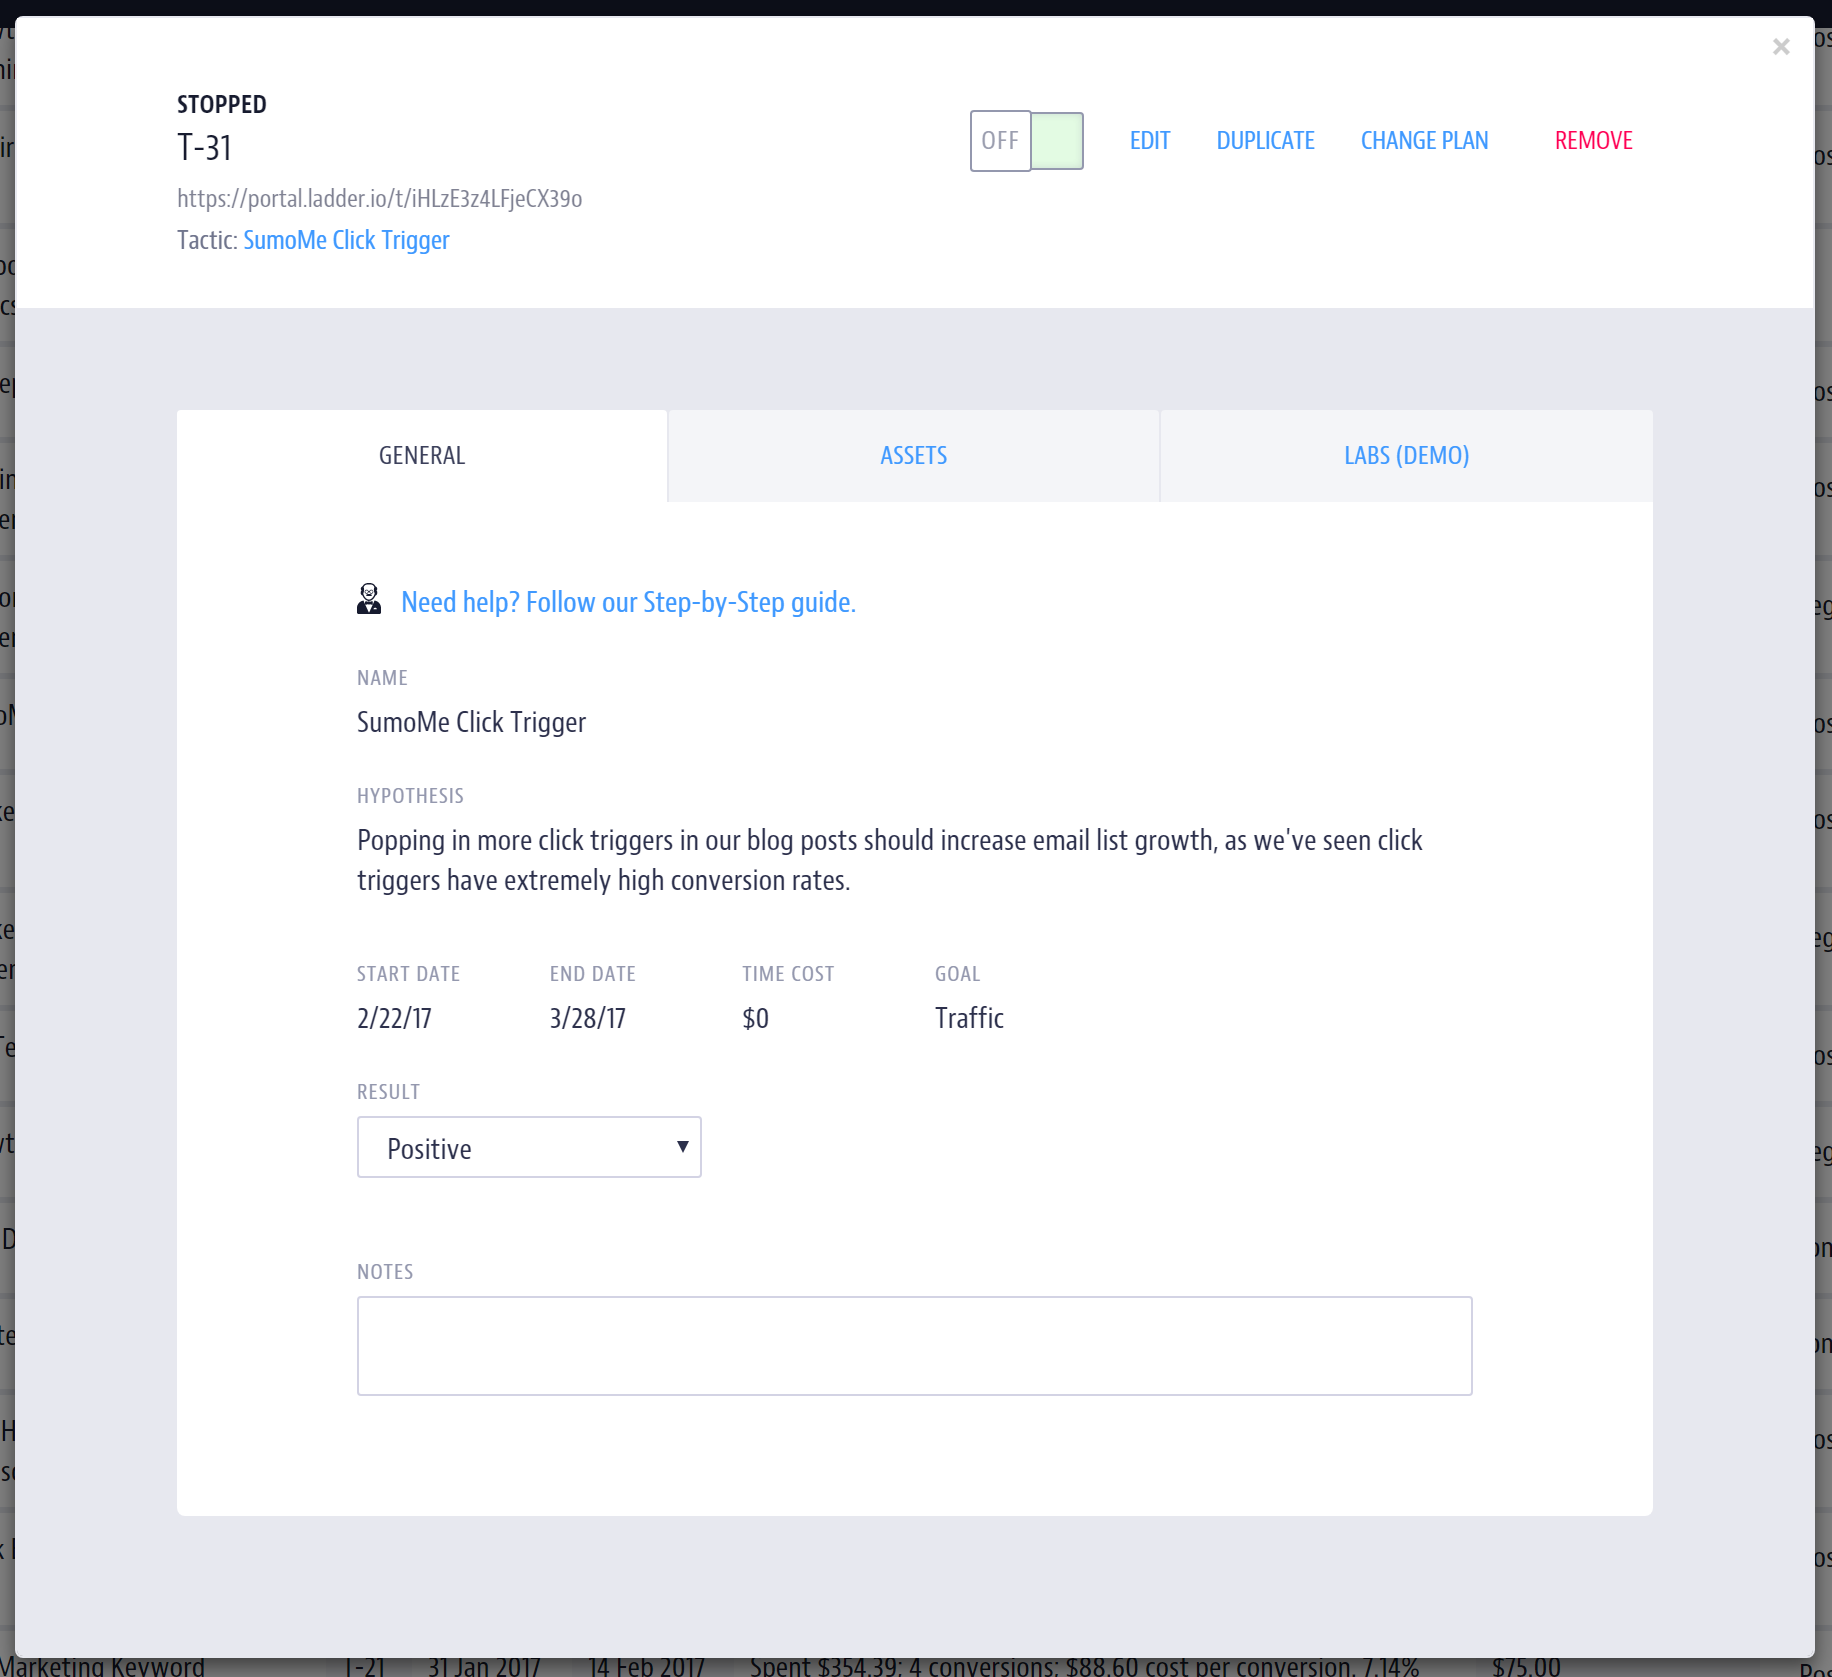 ×
STOPPED
T-31
OFF
EDIT
DUPLICATE
CHANGE PLAN
REMOVE
https://portal.ladder.io/t/iHLzE3z4LFjeCX39o
Tactic: SumoMe Click Trigger
GENERAL
ASSETS
LABS (DEMO)
Need help? Follow our Step-by-Step guide.
NAME
SumoMe Click Trigger
HYPOTHESIS
Popping in more click triggers in our blog posts should increase email list growth, as we've seen click
triggers have extremely high conversion rates.
START DATE END DATE TIME COST GOAL
2/22/17 3/28/17 $0 Traffic
RESULT
Positive
NOTES
Marketing Keyword T-21 31 Jan 2017 14 Feb 2017 Spent $354.39; 4 conversions; $88.60 cost per conversion, 7.14% $75.00